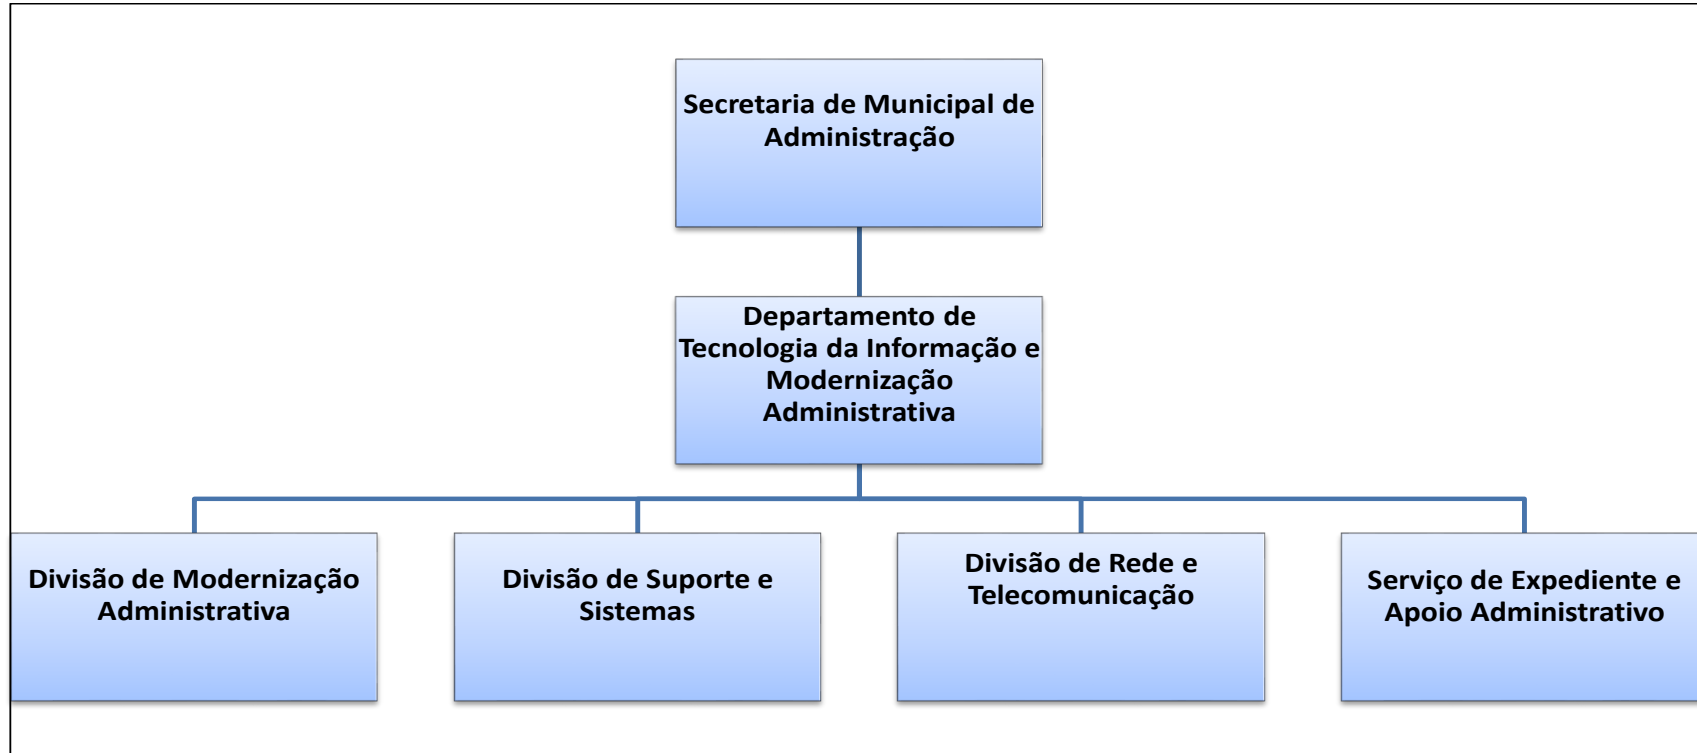 Secretaria de Municipal de
Administração
Departamento de
Tecnologia da Informação e
Modernização
Administrativa
Divisão de Modernização
Administrativa
Divisão de Suporte e
Sistemas
Divisão de Rede e
Telecomunicação
Serviço de Expediente e
Apoio Administrativo